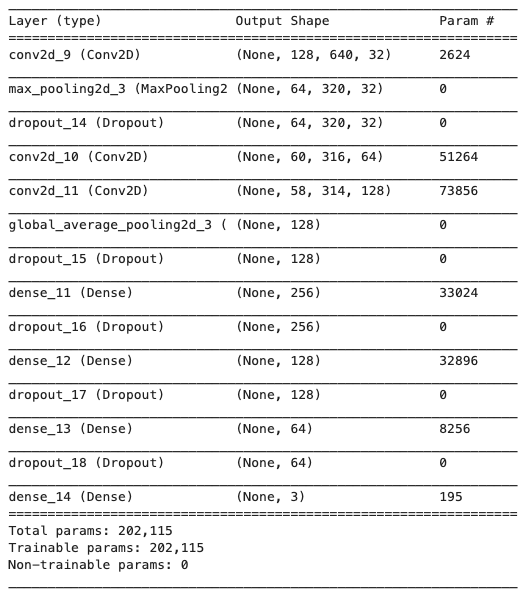 Layer (type) Output Shape Param #
=================================================================
conv2d_9 (Conv2D) (None, 128, 640, 32) 2624
max_pooling2d_3 (MaxPooling2 (None, 64, 320, 32) 0
dropout_14 (Dropout) (None, 64, 320, 32) 0
conv2d_10 (Conv2D) (None, 60, 316, 64) 51264
conv2d_11 (Conv2D) (None, 58, 314, 128) 73856
global_average_pooling2d_3 ( (None, 128) 0
dropout_15 (Dropout) (None, 128) 0
dense_11 (Dense) (None, 256) 33024
dropout_16 (Dropout) (None, 256) 0
dense_12 (Dense) (None, 128) 32896
dropout_17 (Dropout) (None, 128) 0
dense_13 (Dense) (None, 64) 8256
dropout_18 (Dropout) (None, 64) 0
dense_14 (Dense) (None, 3) 195
=================================================================
Total params: 202,115
Trainable params: 202,115
Non-trainable params: 0